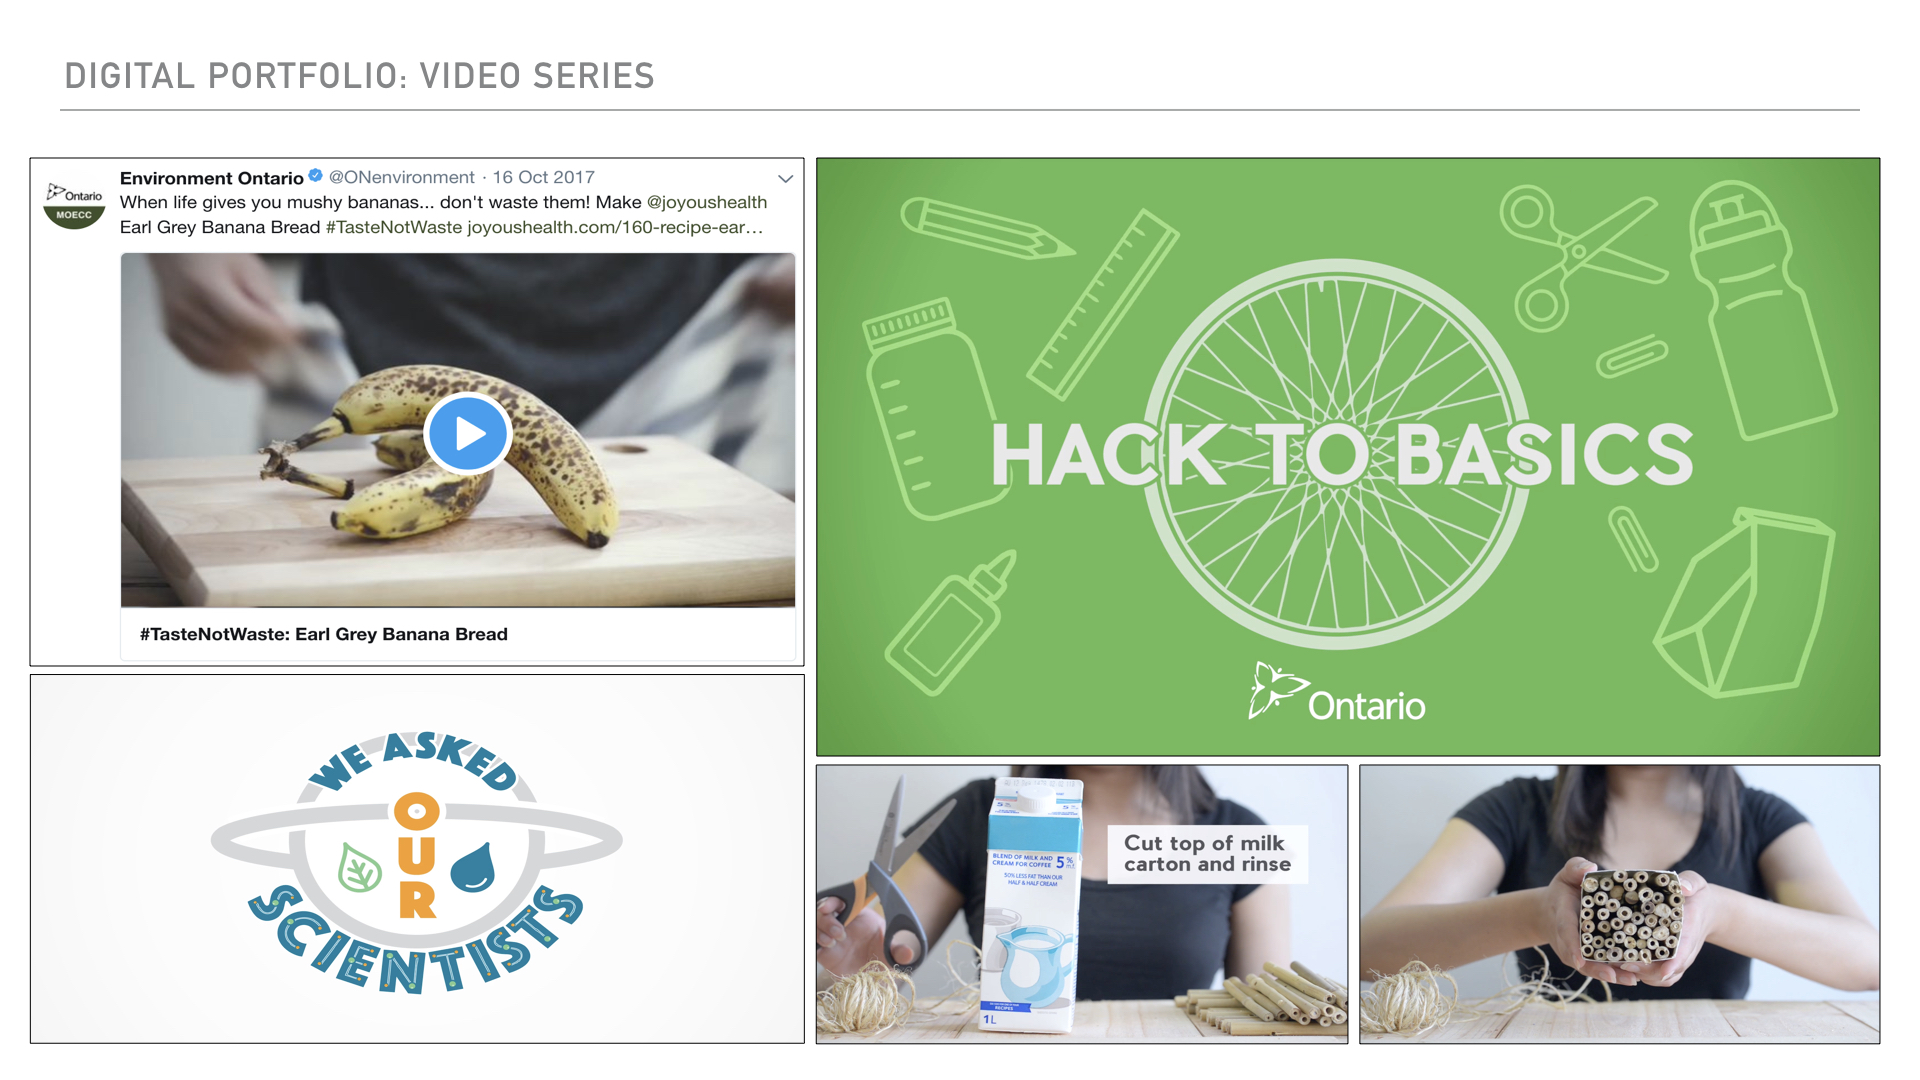 DIGITAL PORTFOLIO: VIDEO SERIES
Ontario
MOECC
Environment Ontario @ONenvironment · 16 Oct 2017
When life gives you mushy bananas... don't waste them! Make @joyoushealth
Earl Grey Banana Bread #TasteNotWaste joyoushealth.com/160-recipe-ear…
#TasteNotWaste: Earl Grey Banana Bread
HACK TO BASICS
Ontario
WE ASKED
OUR
SCIENTISTS
BLEND OF MILK AND
CREAM FOR COFFEE 5%
50% LESS FAT THAN OUR
HALF & HALF CREAM
RECIPES
1L
Cut top of milk
carton and rinse